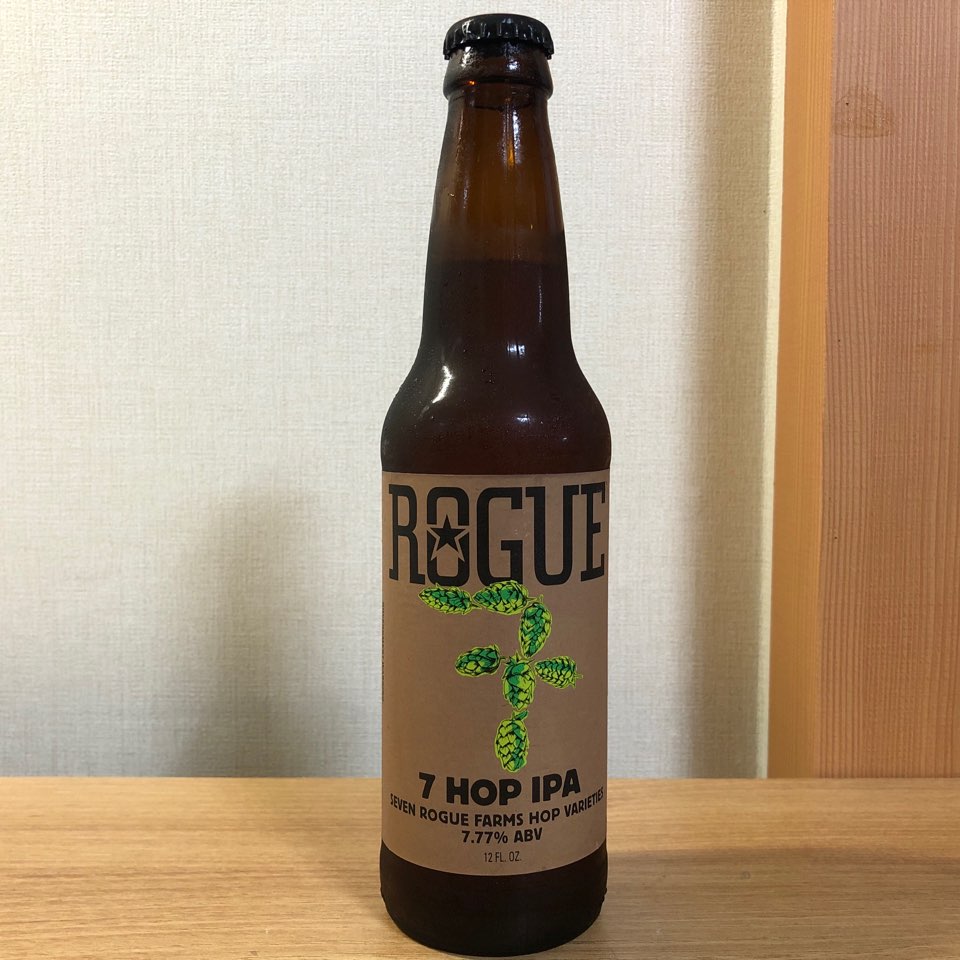 ROGUE
7 HOP IPA
SEVEN ROGUE FARMS HOP VARIETIES
7.77% ABV
12 FL. OZ.